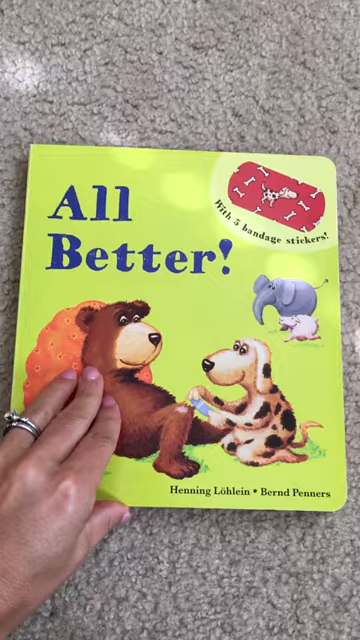 All
Better!
With 5 bandage stickers!
Henning Löhlein • Bernd Penners